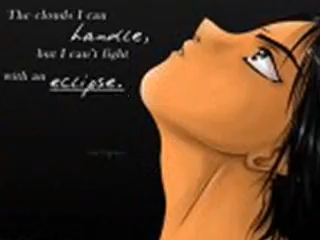 The clouds I can
handle,
but I can't fight
with an eclipse.